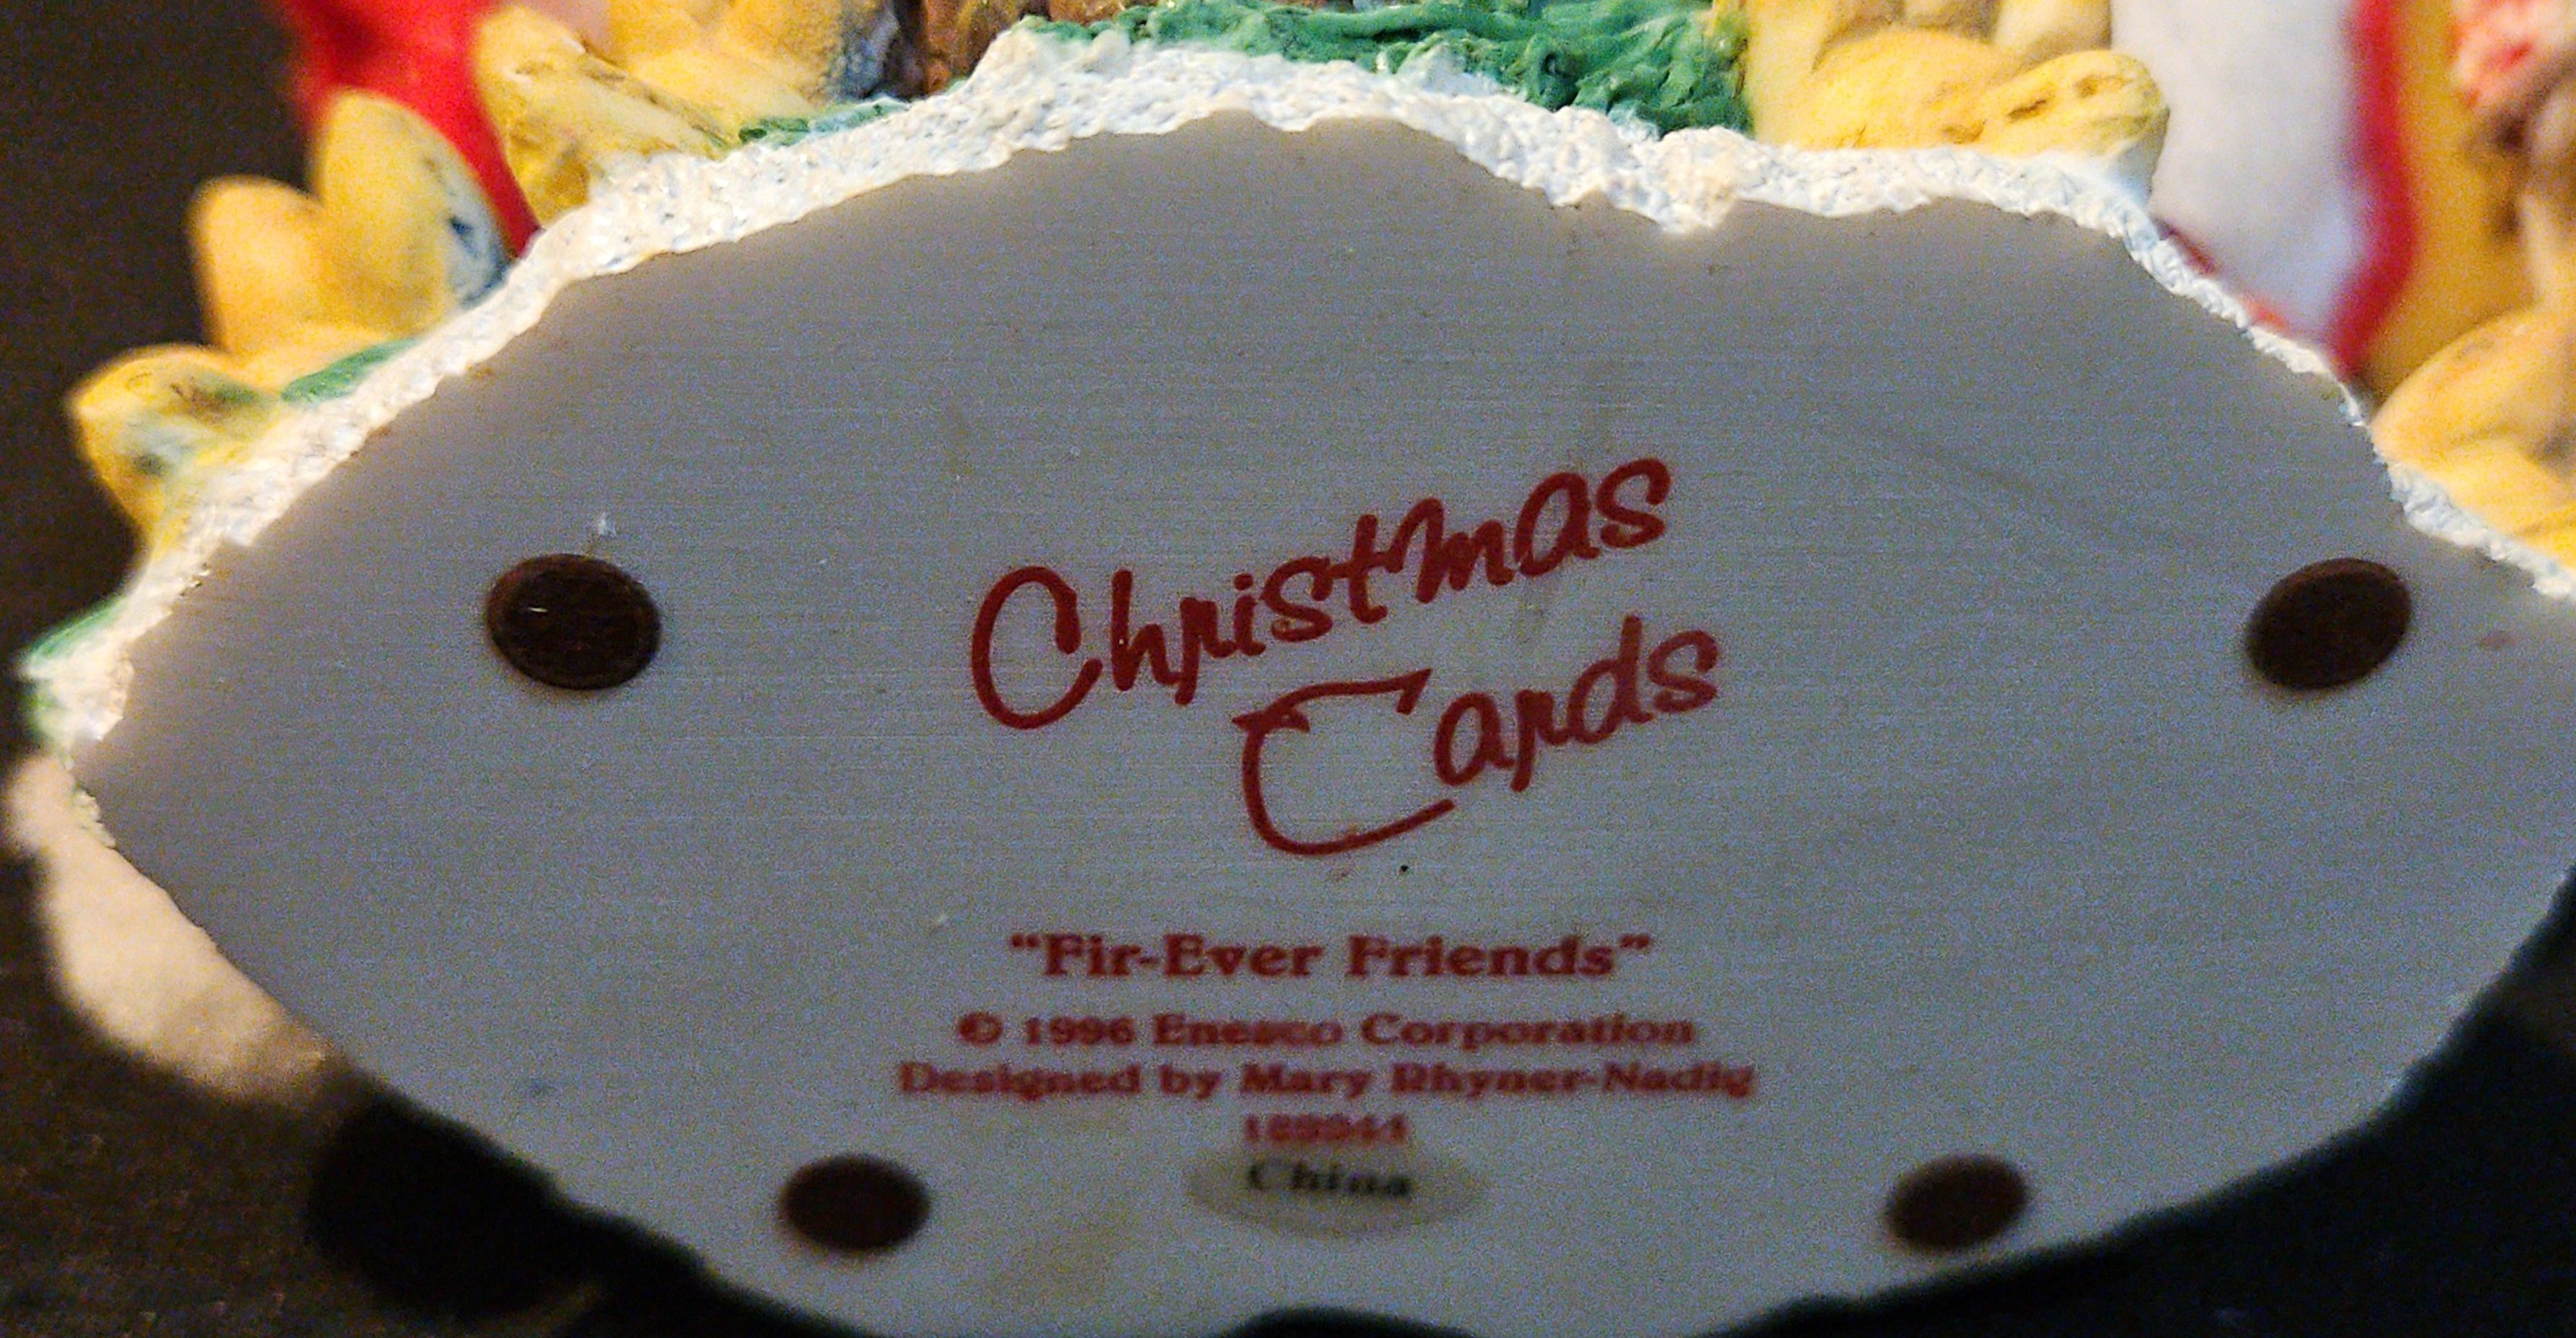 Christmas
Cards
"Fir-Ever Friends"
© 1996 Enesco Corporation
Designed by Mary Rhyner-Nadig
China